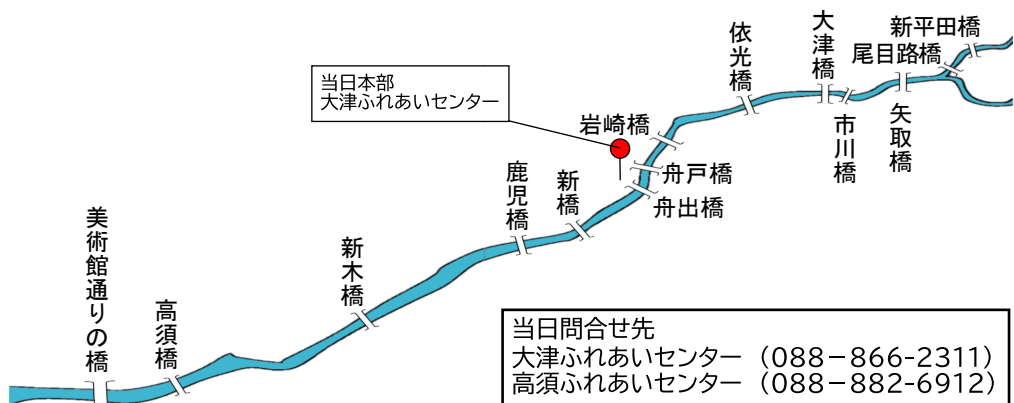 新平田橋
大津橋
尾目路橋
依光橋
当日本部
大津ふれあいセンター
岩崎橋
市川橋
矢取橋
舟戸橋
鹿児橋
新橋
舟出橋
美術館通りの橋
新木橋
高須橋
当日問合せ先
大津ふれあいセンター （088－866-2311）
高須ふれあいセンター （088－882-6912）